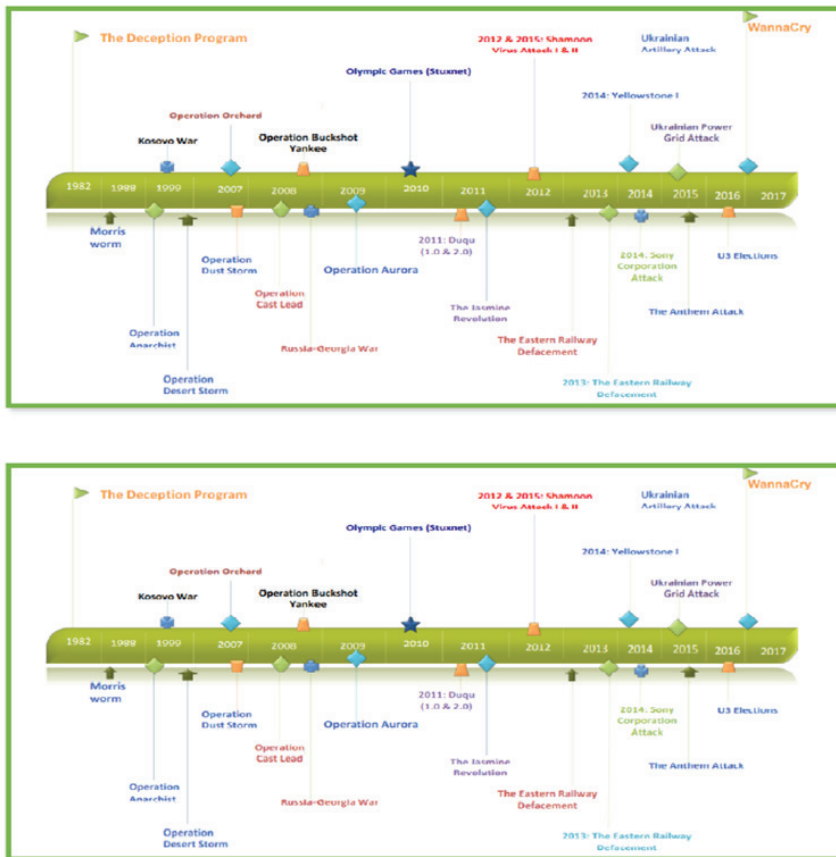 The Deception Program
2012 & 2015: Shamoon
Virus Attack I & II
Ukrainian
Artillery Attack
WannaCry
Olympic Games (Stuxnet)
2014: Yellowstone I
Operation Orchard
Kosovo War
Operation Buckshot
Yankee
Ukrainian Power
Grid Attack
1982 1988 1999 2007 2008 2009 2010 2011 2012 2013 2014 2015 2016 2017
Morris
worm
Operation
Dust Storm
Operation Aurora
2011: Duqu
(1.0 & 2.0)
2014: Sony
Corporation
Attack
US Elections
Operation
Cast Lead
The Jasmine
Revolution
The Anthem Attack
Operation
Anarchist
Russia-Georgia War
The Eastern Railway
Defacement
Operation
Desert Storm
2013: The Eastern Railway
Defacement
The Deception Program
2012 & 2015: Shamoon
Virus Attack I & II
Ukrainian
Artillery Attack
WannaCry
Olympic Games (Stuxnet)
2014: Yellowstone I
Operation Orchard
Kosovo War
Operation Buckshot
Yankee
Ukrainian Power
Grid Attack
1982 1988 1999 2007 2008 2009 2010 2011 2012 2013 2014 2015 2016 2017
Morris
worm
Operation
Dust Storm
Operation Aurora
2011: Duqu
(1.0 & 2.0)
2014: Sony
Corporation
Attack
US Elections
Operation
Cast Lead
The Jasmine
Revolution
The Anthem Attack
Operation
Anarchist
Russia-Georgia War
The Eastern Railway
Defacement
Operation
Desert Storm
2013: The Eastern Railway
Defacement